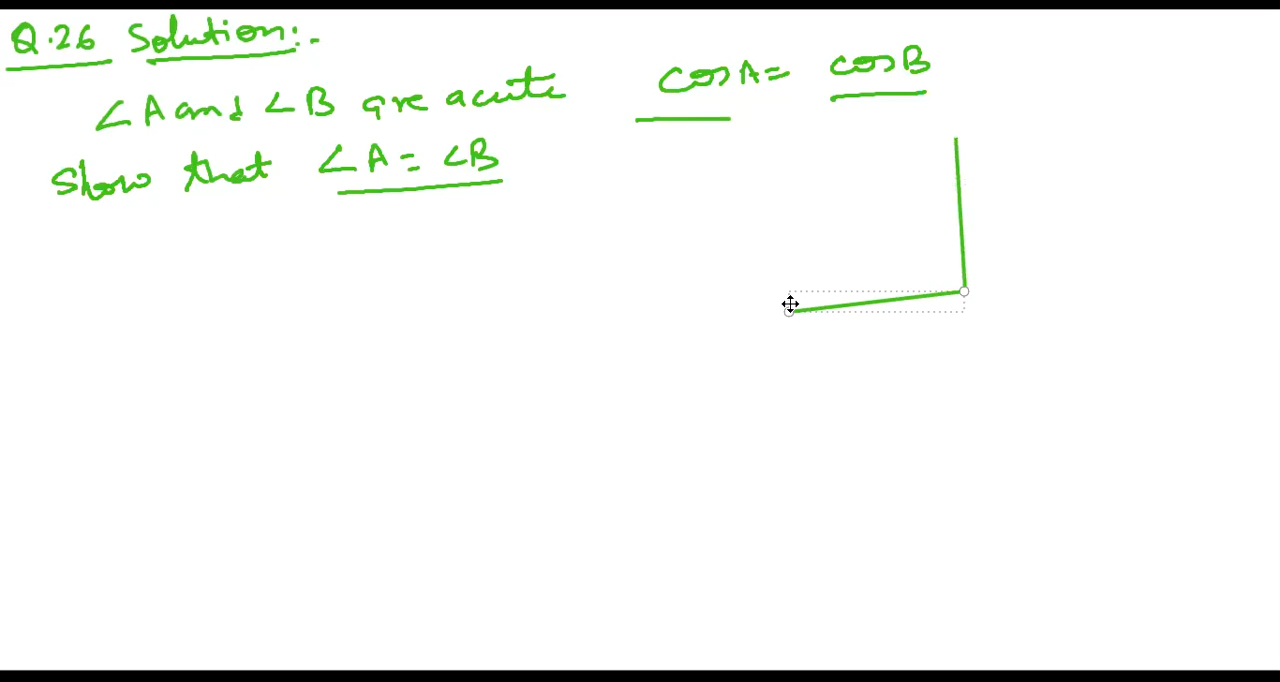 Q.26 Solution:-
∠A and ∠B are acute cosA= cosB
Show that ∠A = ∠B